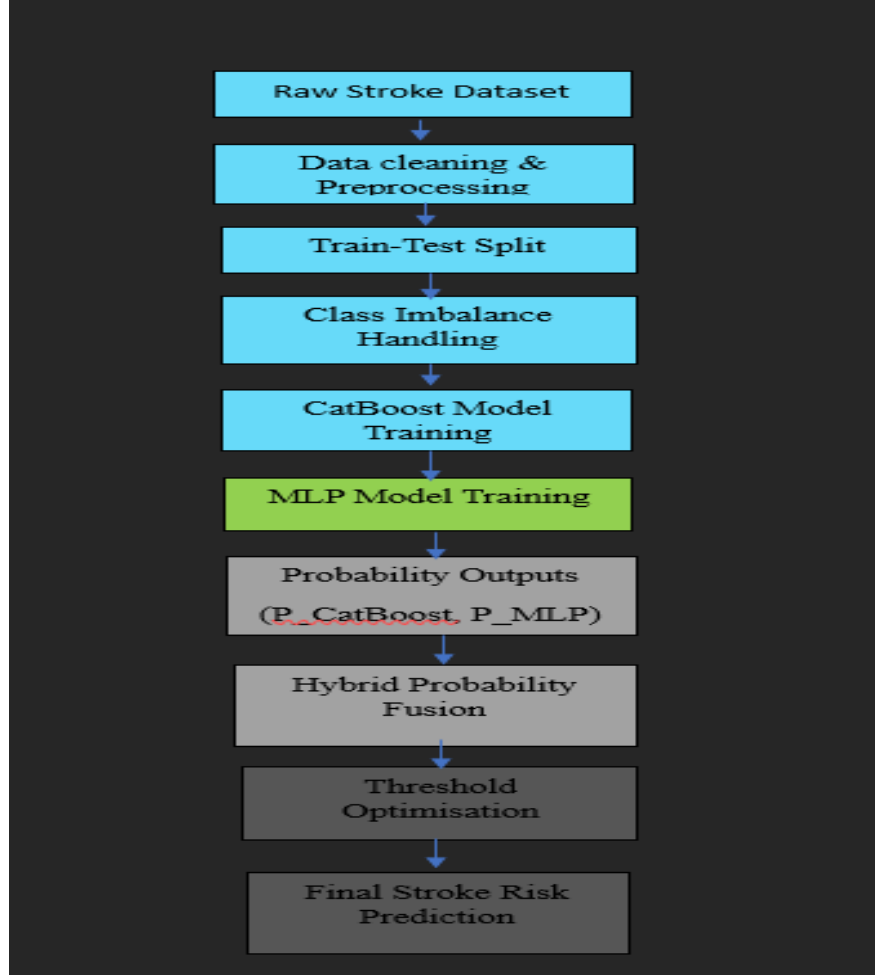 Raw Stroke Dataset
Data cleaning &
Preprocessing
Train-Test Split
Class Imbalance
Handling
CatBoost Model
Training
MLP Model Training
Probability Outputs
(P_CatBoost, P_MLP)
Hybrid Probability
Fusion
Threshold
Optimisation
Final Stroke Risk
Prediction